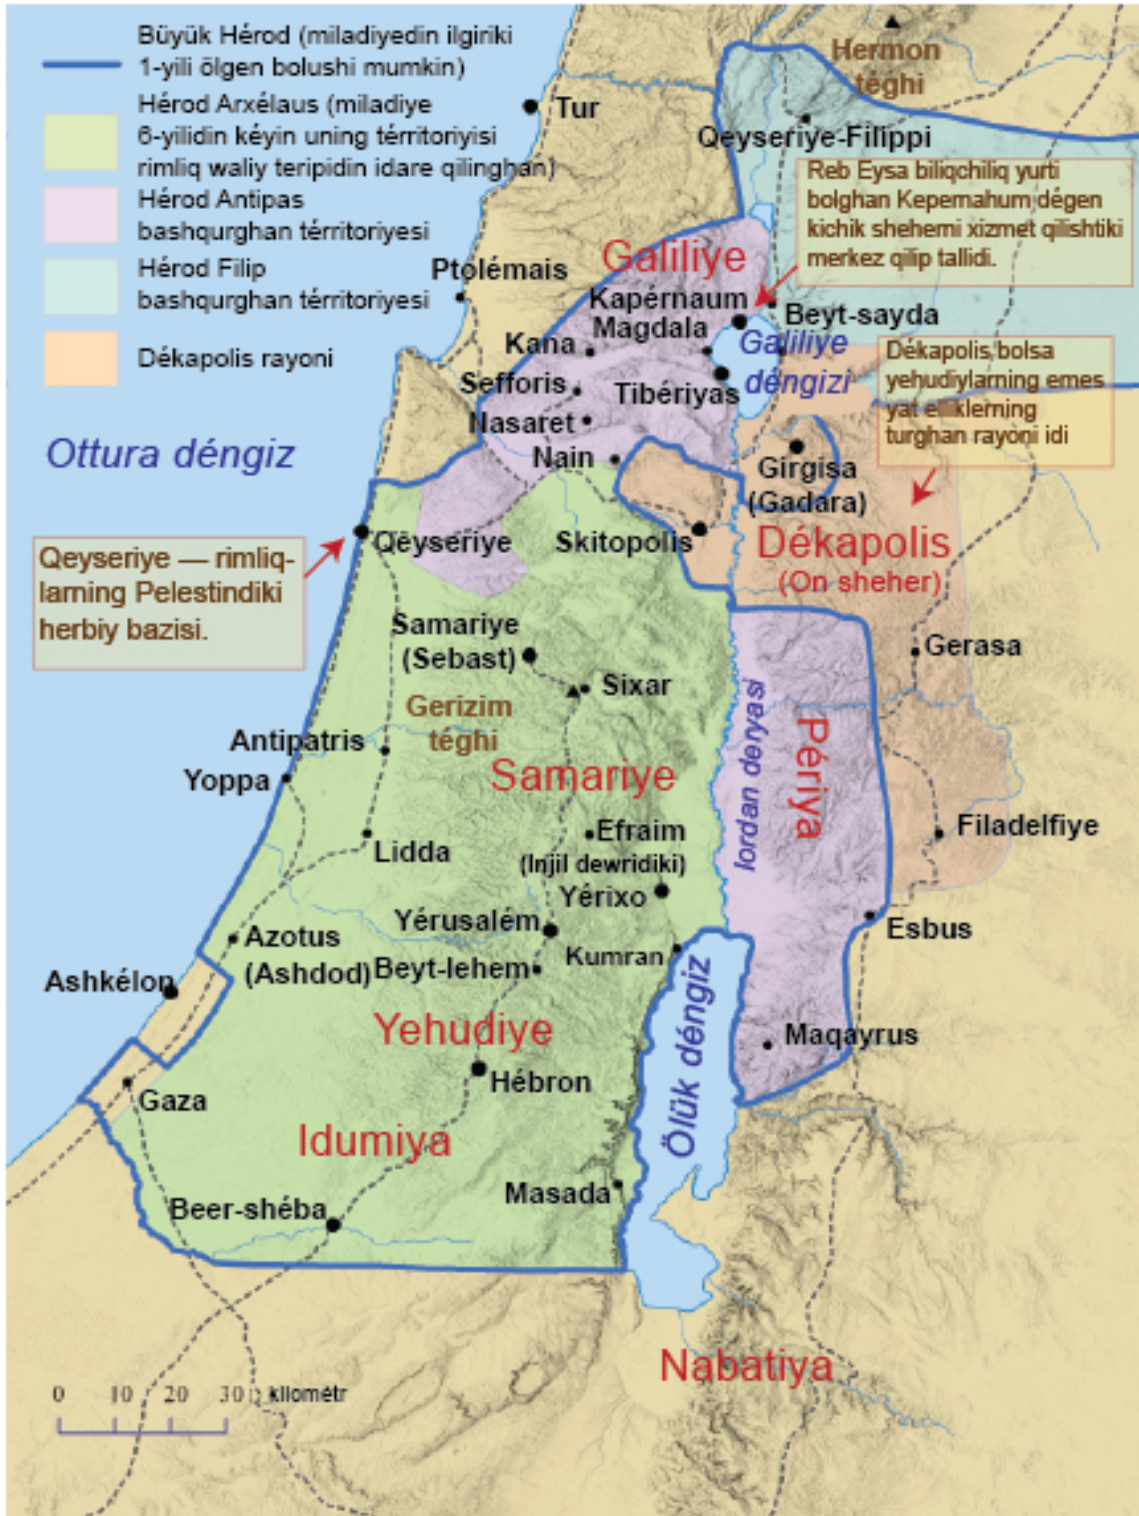 Büyük Hérod (miladiyedin ilgiriki
1-yili ölgen bolushi mumkin)
Hérod Arxélaus (miladiye
6-yilidin kéyin uning térritoriyisi
rimliq waliy teripidin idare qilinghan)
Hérod Antipas
bashqurghan térritoriyesi
Hérod Filip
bashqurghan térritoriyesi
Dékapolis rayoni
Hermon
téghi
Tur
Qeyseriye-Filippi
Reb Eysa biliqchiliq yurti
bolghan Kepernahum dégen
kichik sheherni xizmet qilishtiki
merkez qilip tallidi.
Galiliye
Ptolémais
Kapérnaum
Beyt-sayda
Magdala
Kana
Galiliye
déngizi
Dékapolis bolsa
yehudiylarning emes
yat elliklerning
turghan rayoni idi
Sefforis
Tibériyas
Nasaret
Ottura déngiz
Nain
Girgisa
(Gadara)
Qeyseriye
Skitopolis
Dékapolis
(On sheher)
Qeyseriye — rimliq-
larning Pelestindiki
herbiy bazisi.
Samariye
(Sebast)
Gerasa
Sixar
Gerizim
téghi
Iordan deryasi
Périya
Antipatris
Samariye
Yoppa
Efraim
(Injil dewridiki)
Filadelfiye
Lidda
Yérixo
Yérusalém
Esbus
Azotus
(Ashdod)
Kumran
Beyt-lehem
Ashkélon
Ölük déngiz
Yehudiye
Maqayrus
Hébron
Gaza
Idumiya
Masada
Beer-shéba
Nabatiya
0 10 20 30 kilométr